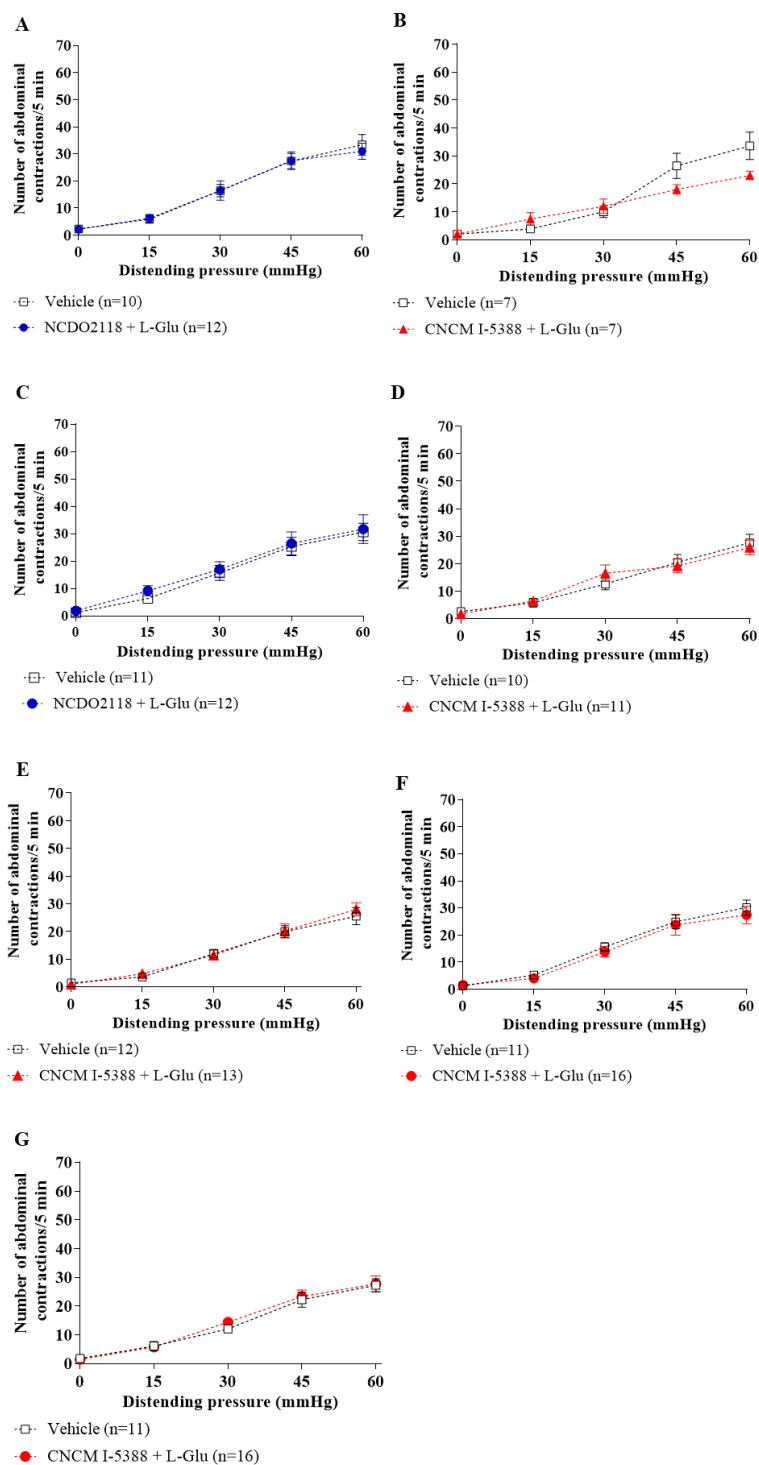 A
Number of abdominal
contractions/5 min
70
60
50
40
30
20
10
0
0 15 30 45 60
Distending pressure (mmHg)
Vehicle (n=10)
NCDO2118 + L-Glu (n=12)
B
Number of abdominal
contrations/5 min
70
60
50
40
30
20
10
0
0 15 30 45 60
Distending pressure (mmHg)
Vehicle (n=7)
CNCM I-5388 + L-Glu (n=7)
C
Number of abdominal
contractions/5 min
70
60
50
40
30
20
10
0
0 15 30 45 60
Distending pressure (mmHg)
Vehicle (n=11)
NCDO2118 + L-Glu (n=12)
D
Number of abdominal
contractions/5 min
70
60
50
40
30
20
10
0
0 15 30 45 60
Distending pressure (mmHg)
Vehicle (n=10)
CNCM I-5388 + L-Glu (n=11)
E
Number of abdominal
contractions/5 min
70
60
50
40
30
20
10
0
0 15 30 45 60
Distending pressure (mmHg)
Vehicle (n=12)
CNCM I-5388 + L-Glu (n=13)
F
Number of abdominal
contractions/5 min
70
60
50
40
30
20
10
0
0 15 30 45 60
Distending pressure (mmHg)
Vehicle (n=11)
CNCM I-5388 + L-Glu (n=16)
G
Number of abdominal
contractions/5 min
70
60
50
40
30
20
10
0
0 15 30 45 60
Distending pressure (mmHg)
Vehicle (n=11)
CNCM I-5388 + L-Glu (n=16)